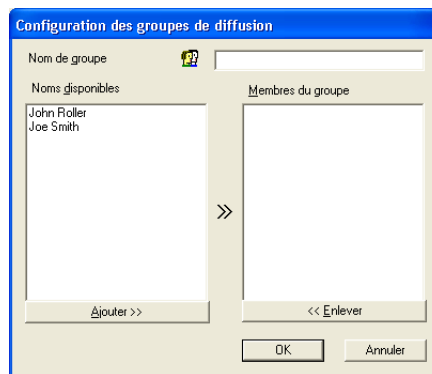 Configuration des groupes de diffusion
Nom de groupe
Noms disponibles
Membres du groupe
John Roller
Joe Smith
Ajouter >>
<< Enlever
OK
Annuler